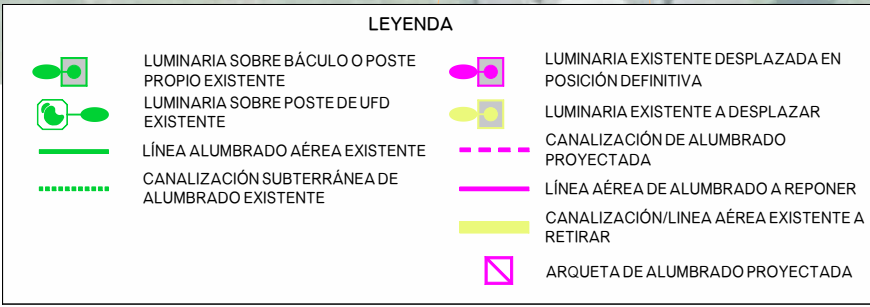 LEYENDA
LUMINARIA SOBRE BÁCULO O POSTE
PROPIO EXISTENTE
LUMINARIA SOBRE POSTE DE UFD
EXISTENTE
LÍNEA ALUMBRADO AÉREA EXISTENTE
CANALIZACIÓN SUBTERRÁNEA DE
ALUMBRADO EXISTENTE
LUMINARIA EXISTENTE DESPLAZADA EN
POSICIÓN DEFINITIVA
LUMINARIA EXISTENTE A DESPLAZAR
CANALIZACIÓN DE ALUMBRADO
PROYECTADA
LÍNEA AÉREA DE ALUMBRADO A REPONER
CANALIZACIÓN/LINEA AÉREA EXISTENTE A
RETIRAR
ARQUETA DE ALUMBRADO PROYECTADA